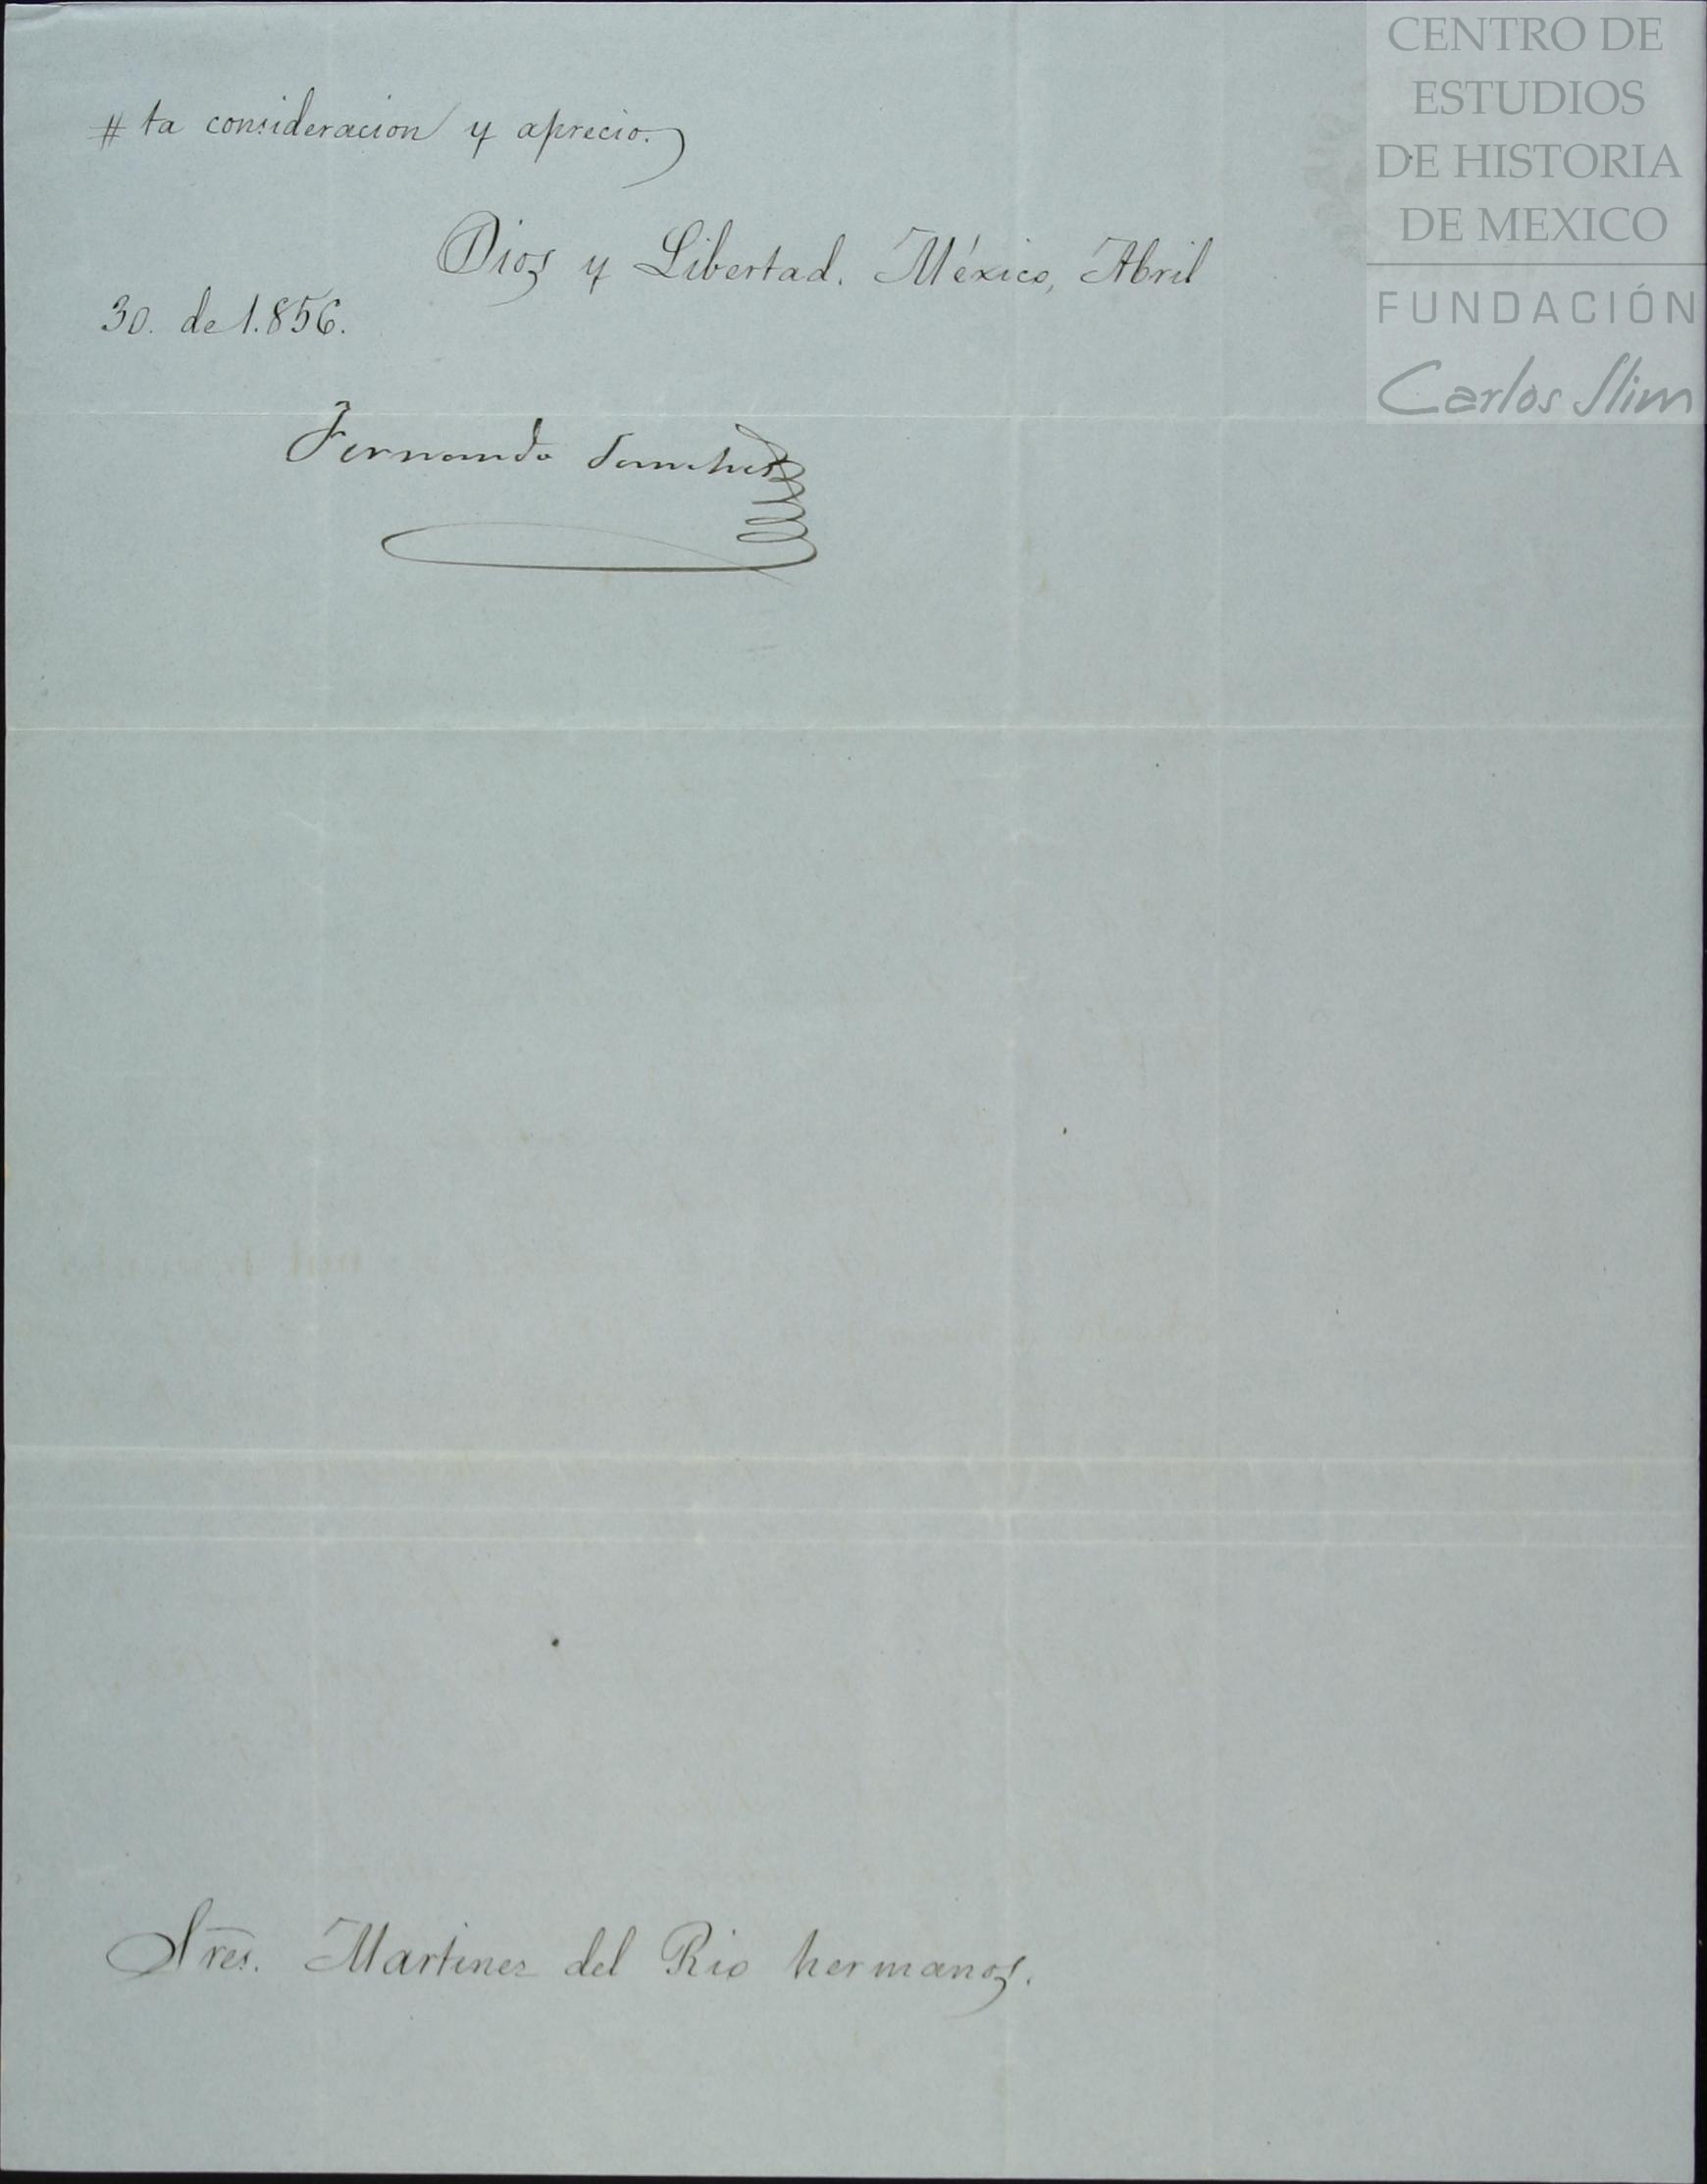 CENTRO DE
ESTUDIOS
DE HISTORIA
DE MEXICO
FUNDACIÓN
Carlos Slim
# ta consideracion y aprecio.
Dios y Libertad. México, Abril
30. de 1.856.
Fernando Sanchez
Sres. Martinez del Rio hermanos.